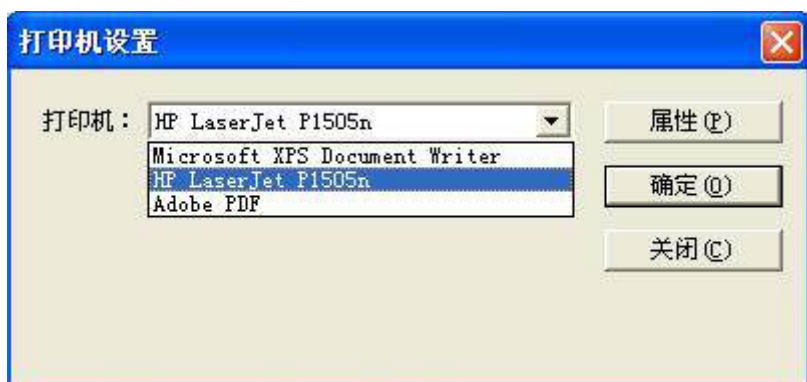 打印机设置
打印机： HP LaserJet P1505n 属性(P)
Microsoft XPS Document Writer
HP LaserJet P1505n 确定(O)
Adobe PDF
关闭(C)